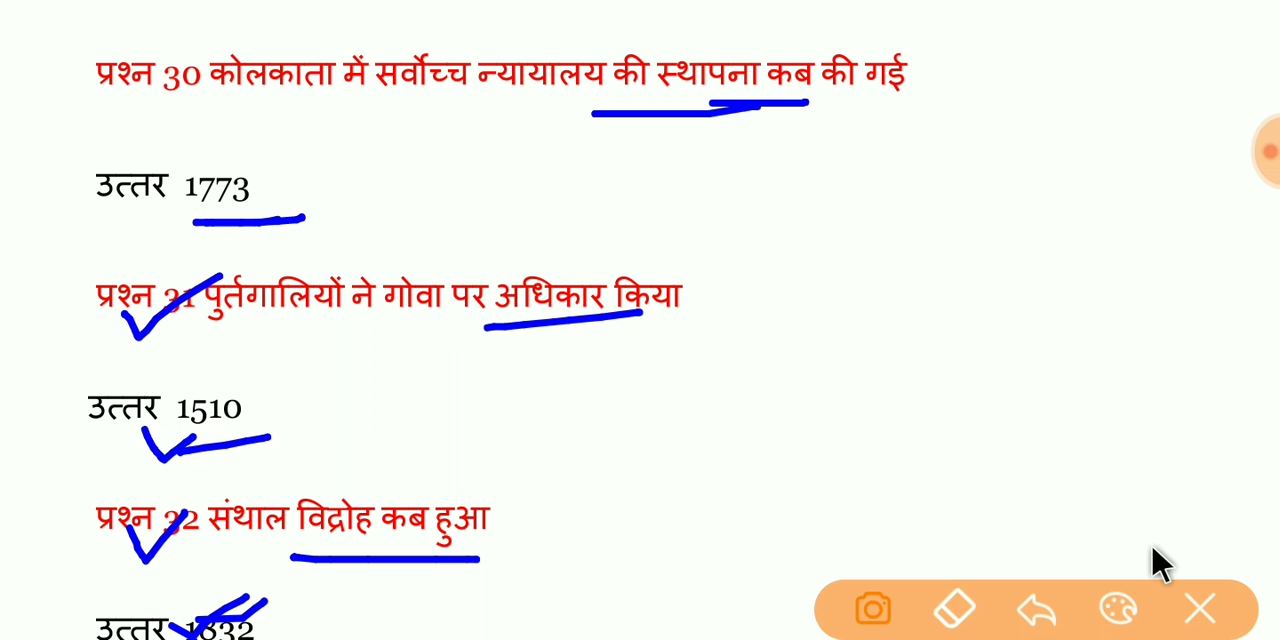 प्रश्न 30 कोलकाता में सर्वोच्च न्यायालय की स्थापना कब की गई
उत्तर 1773
प्रश्न 31 पुर्तगालियों ने गोवा पर अधिकार किया
उत्तर 1510
प्रश्न 32 संथाल विद्रोह कब हुआ
उत्तर 1832